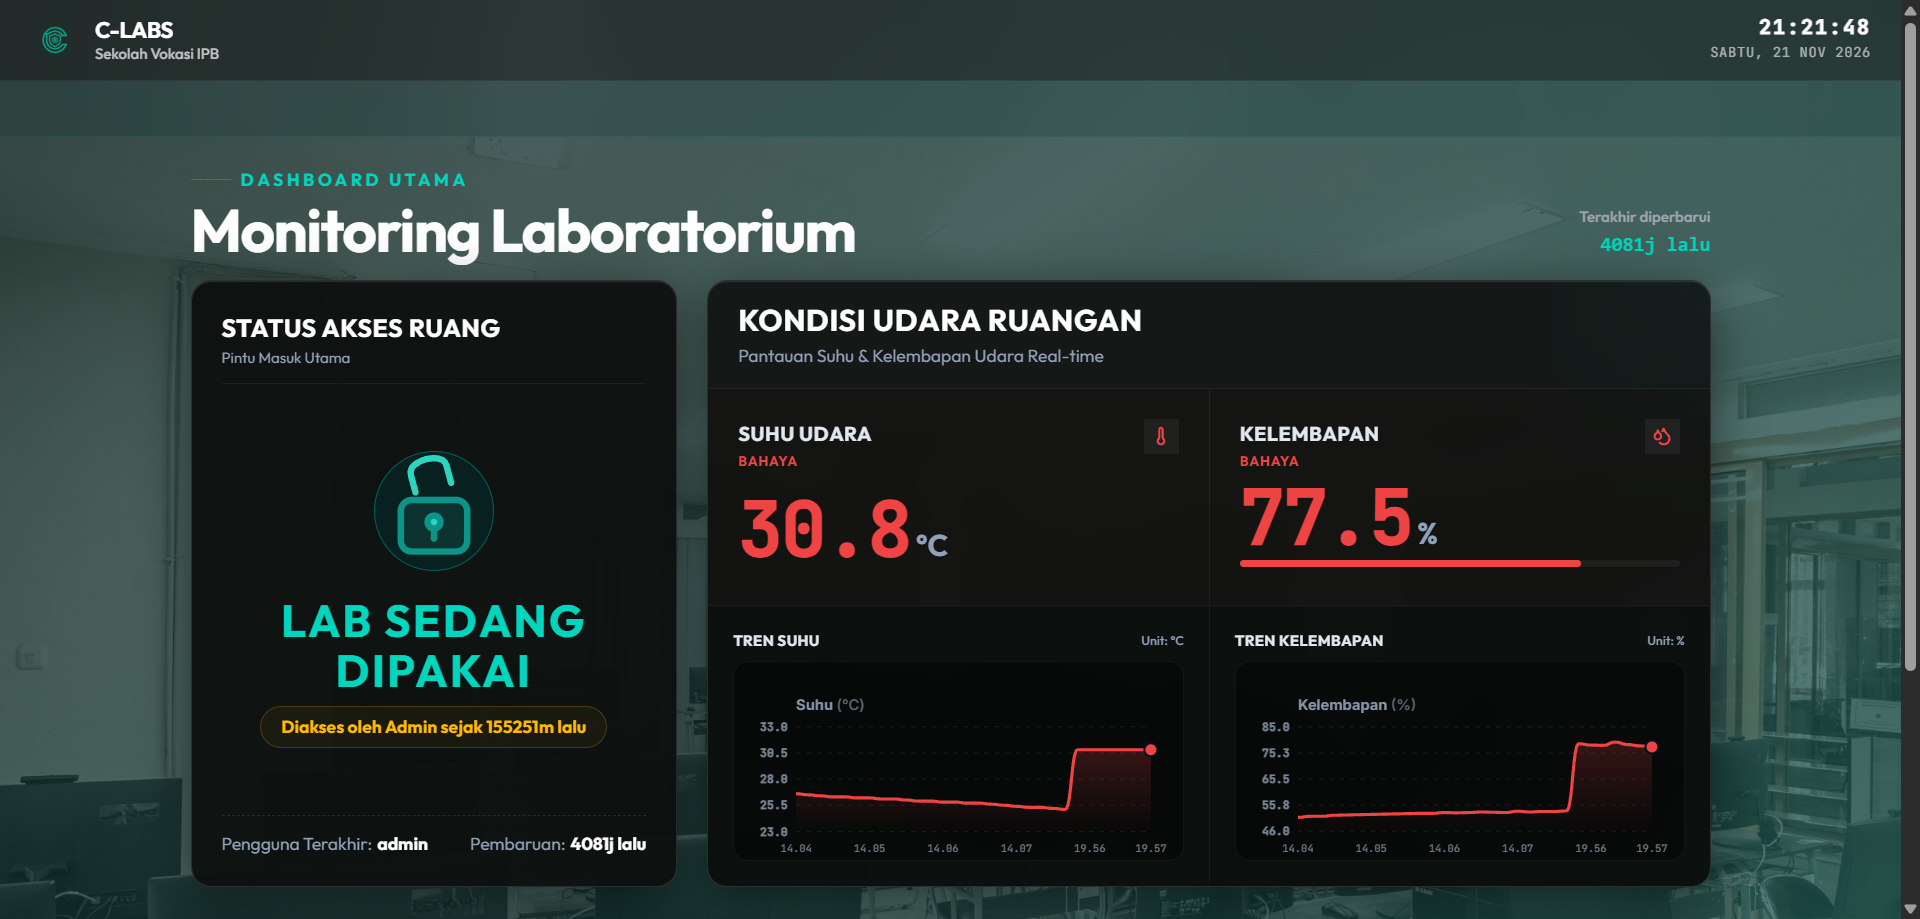 C-LABS
Sekolah Vokasi IPB
21:21:48
SABTU, 21 NOV 2026
DASHBOARD UTAMA
Monitoring Laboratorium
Terakhir diperbarui
4081j lalu
STATUS AKSES RUANG
Pintu Masuk Utama
LAB SEDANG
DIPAKAI
Diakses oleh Admin sejak 155251m lalu
Pengguna Terakhir: admin
Pembaruan: 4081j lalu
KONDISI UDARA RUANGAN
Pantauan Suhu & Kelembapan Udara Real-time
SUHU UDARA
BAHAYA
30.8 °C
KELEMBAPAN
BAHAYA
77.5 %
TREN SUHU
Unit: °C
Suhu (°C)
33.0
30.5
28.0
25.5
23.0
14.04 14.05 14.06 14.07 19.56 19.57
TREN KELEMBAPAN
Unit: %
Kelembapan (%)
85.0
75.3
65.5
55.8
46.0
14.04 14.05 14.06 14.07 19.56 19.57